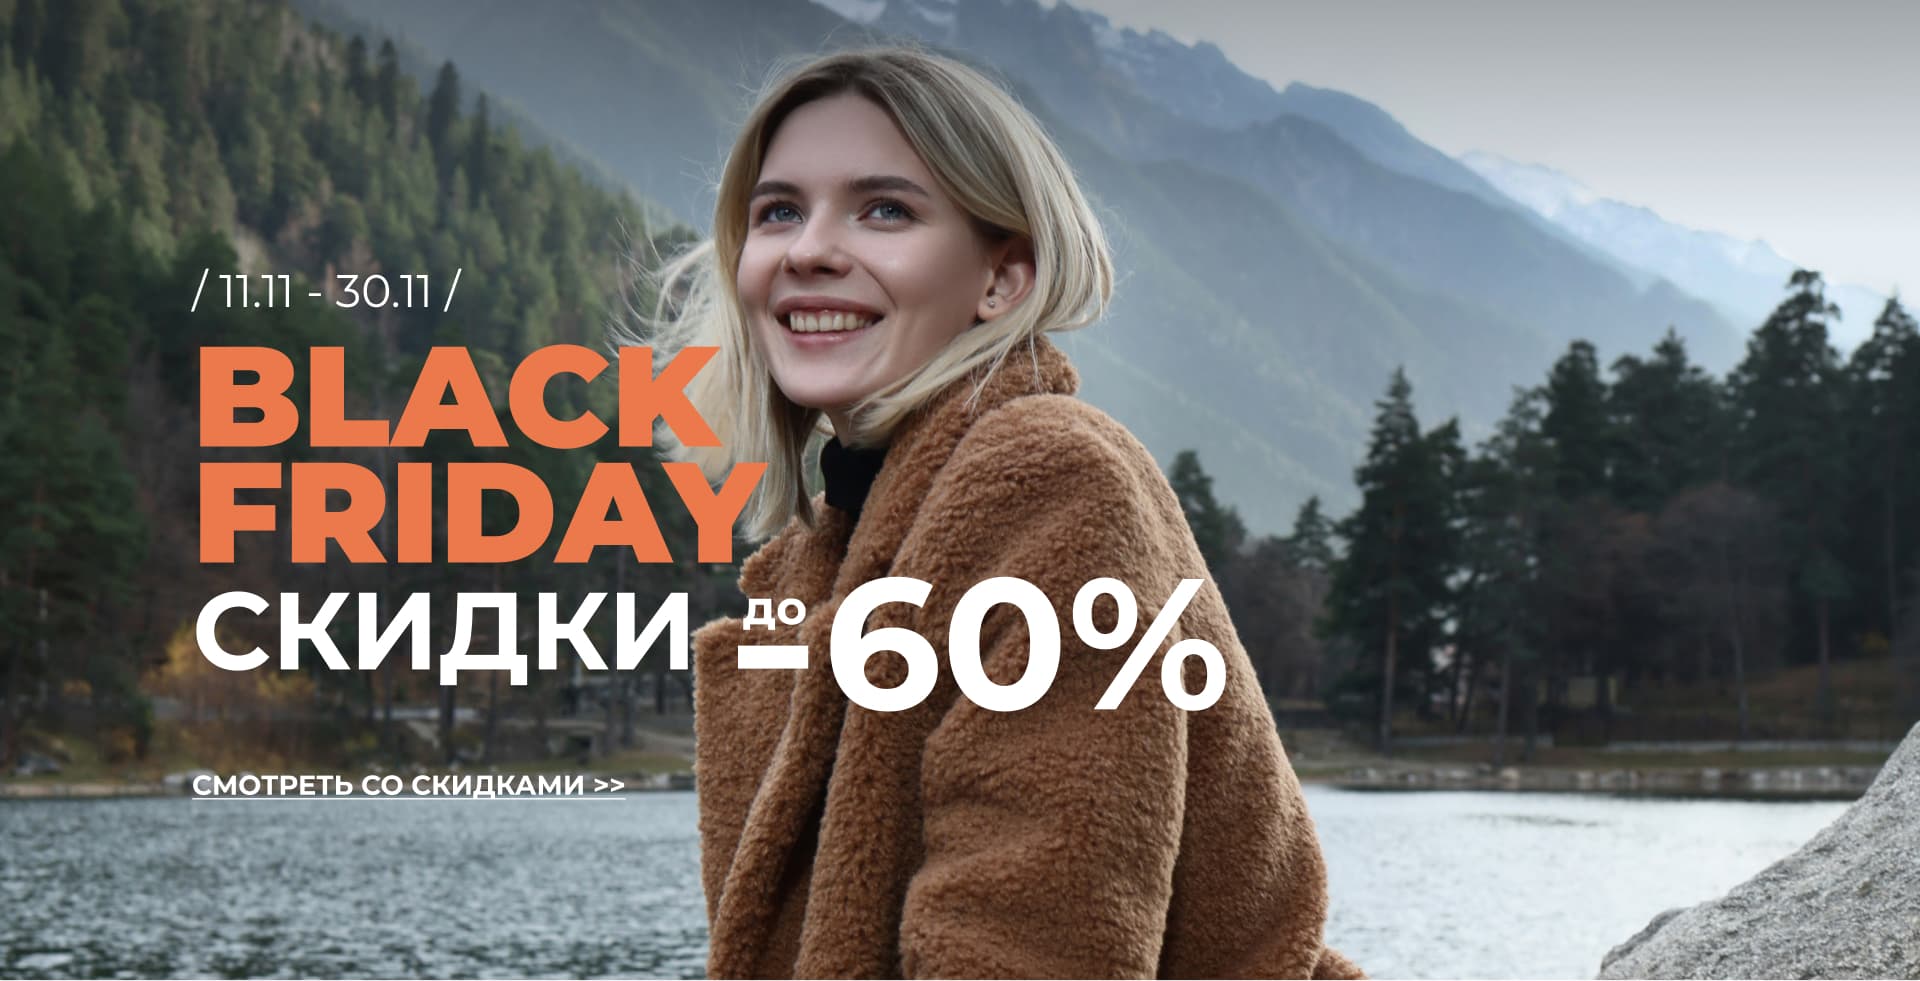 / 11.11 - 30.11 /
BLACK
FRIDAY
СКИДКИ до -60%
СМОТРЕТЬ СО СКИДКАМИ >>